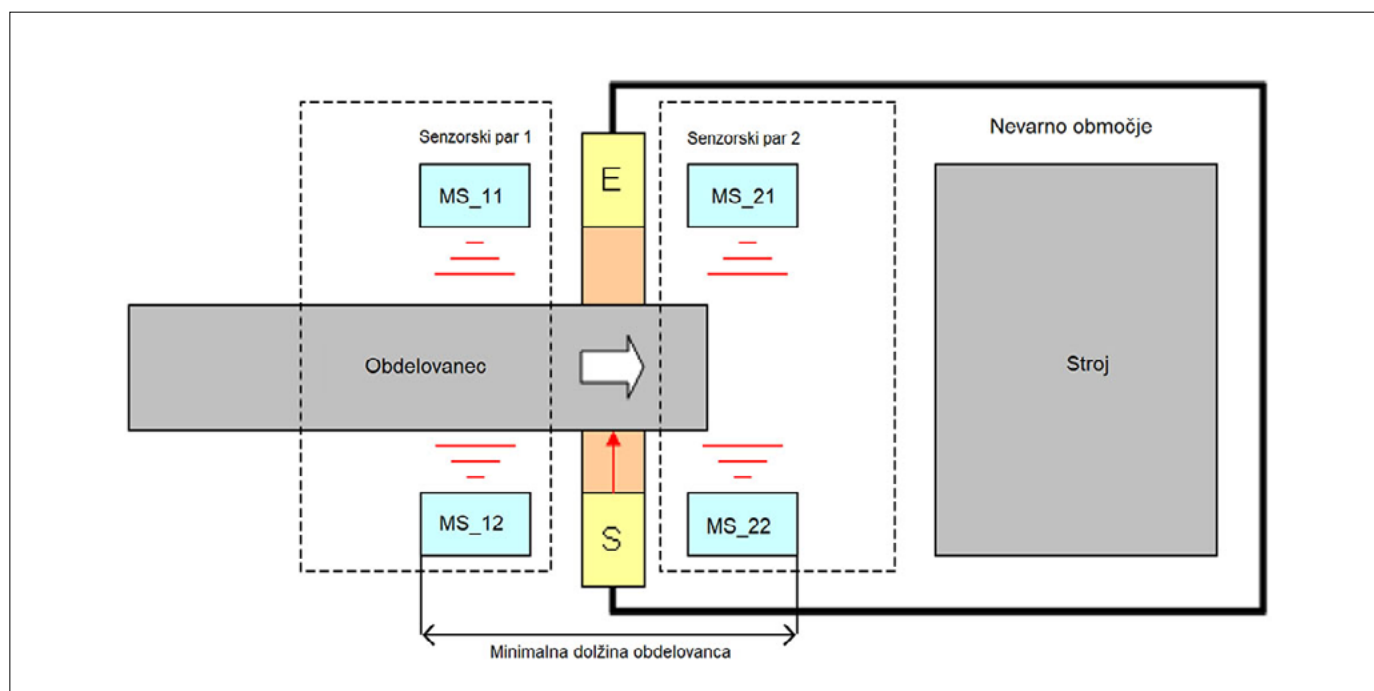 Senzorski par 1
MS_11
E
Senzorski par 2
MS_21
Nevarno območje
Obdelovanec
Stroj
MS_12
S
MS_22
Minimalna dolžina obdelovanca